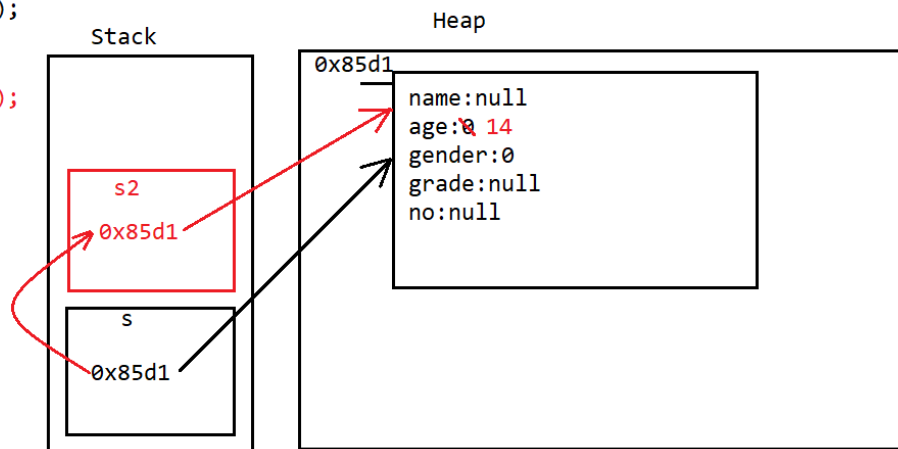 );
Stack
Heap
);
0x85d1
name:null
age:0 14
gender:0
grade:null
no:null
s2
0x85d1
s
0x85d1